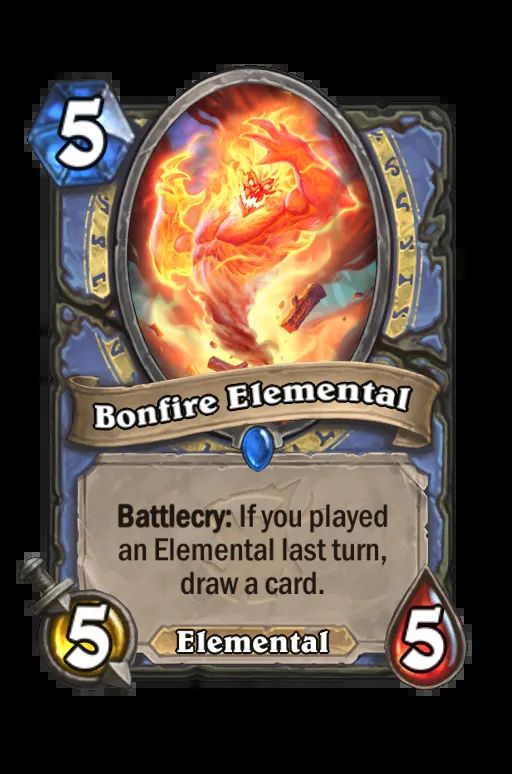 5
Bonfire Elemental
Battlecry: If you played
an Elemental last turn,
draw a card.
5
Elemental
5